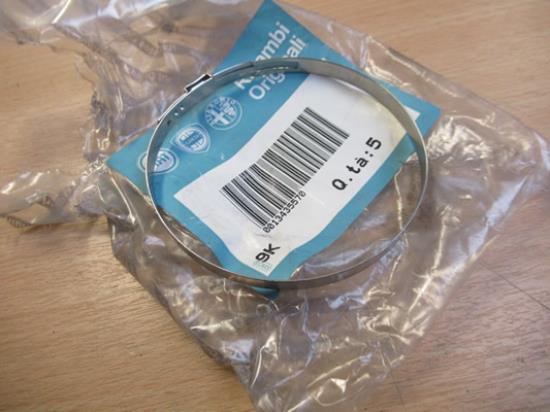 Ricambi
Originali
0013435570
9K
Q.tà:5